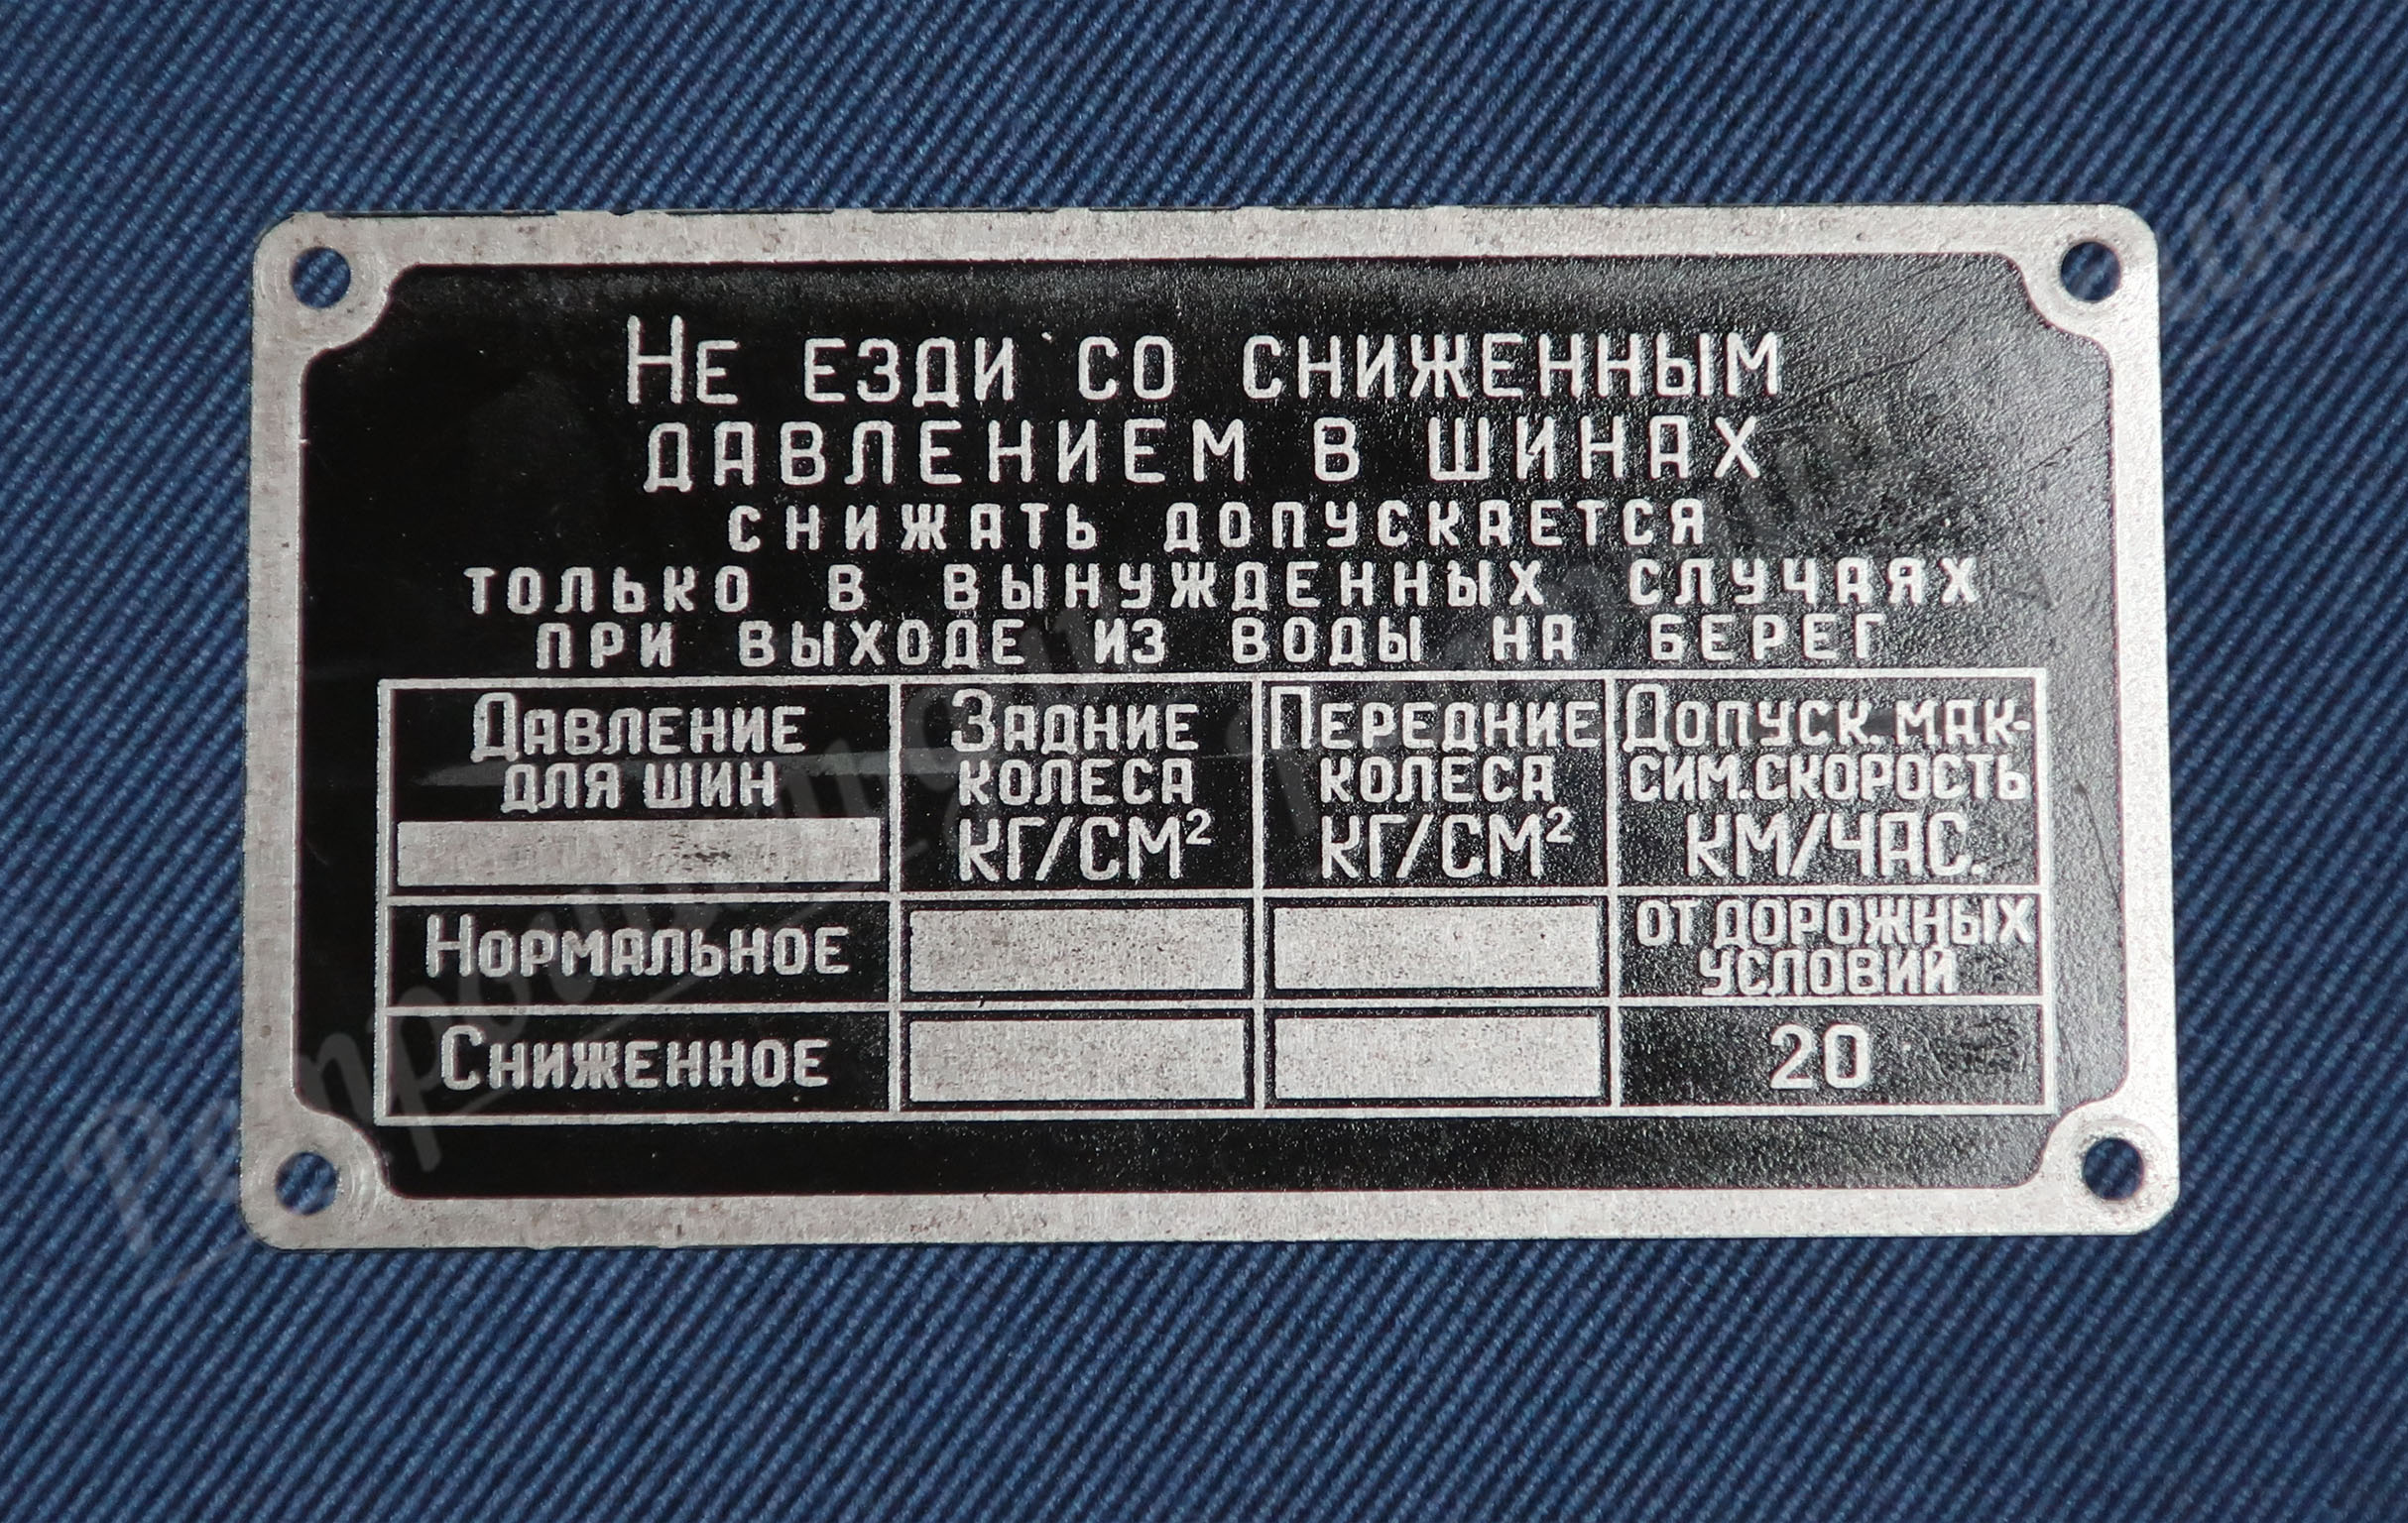 Не езди со сниженным
давлением в шинах
снижать допускается
только в вынужденных случаях
при выходе из воды на берег
Давление
для шин
Задние
колеса
кг/см²
Передние
колеса
кг/см²
Допуск. мак-
сим. скорость
км/час.
Нормальное
от дорожных
условий
Сниженное
20